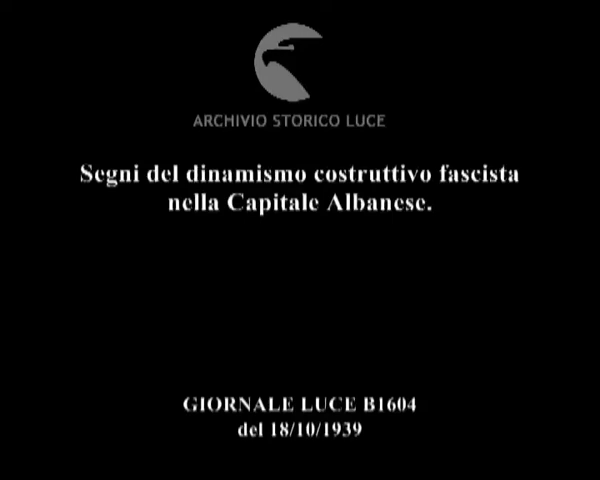 ARCHIVIO STORICO LUCE
Segni del dinamismo costruttivo fascista
nella Capitale Albanese.
GIORNALE LUCE B1604
del 18/10/1939